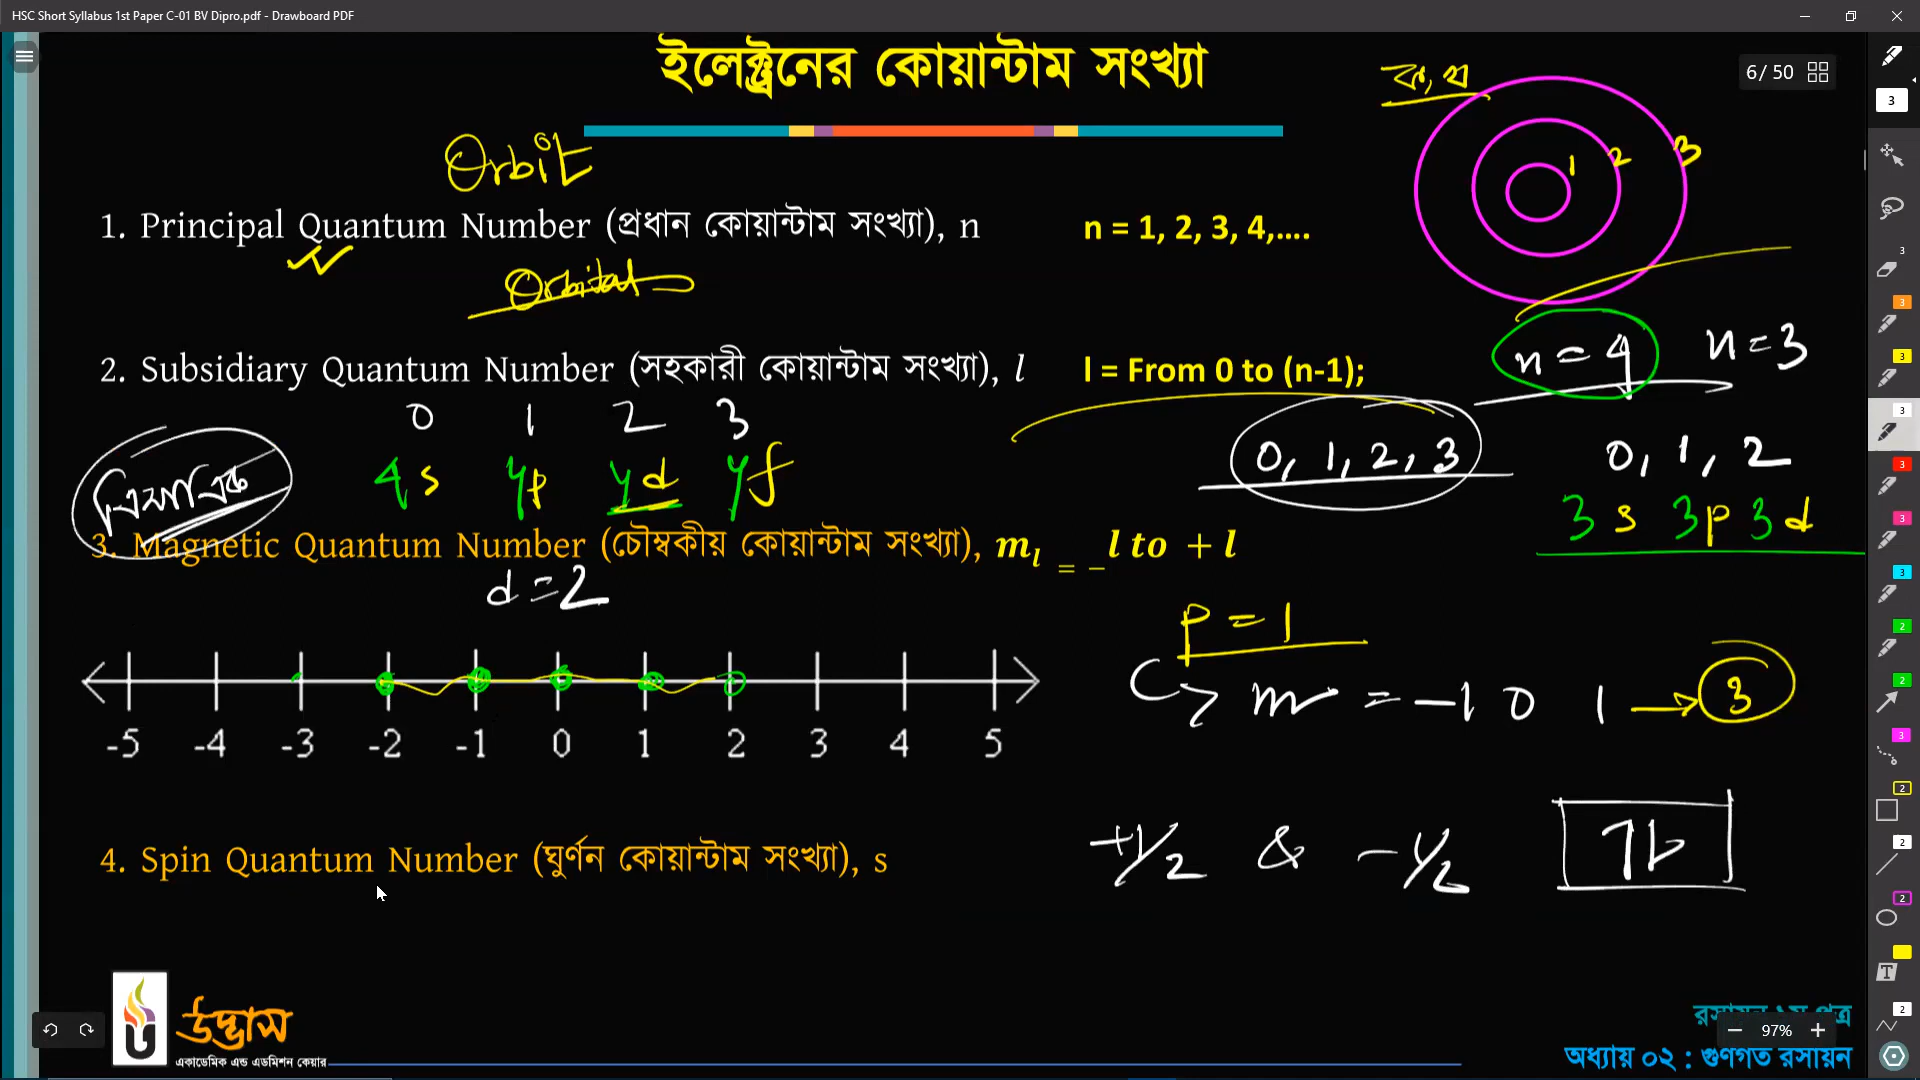 HSC Short Syllabus 1st Paper C-01 BV Dipro.pdf - Drawboard PDF
ইলেক্ট্রনের কোয়ান্টাম সংখ্যা
ক, খ
6/ 50
3
Orbit
1 2 3
1. Principal Quantum Number (প্রধান কোয়ান্টাম সংখ্যা), n
n = 1, 2, 3, 4,....
Orbital
n = 4 n = 3
2. Subsidiary Quantum Number (সহকারী কোয়ান্টাম সংখ্যা), l
l = From 0 to (n-1);
0 1 2 3
0, 1, 2, 3
0, 1, 2
4s 4p 4d 4f
3s 3p 3d
3. Magnetic Quantum Number (চৌম্বকীয় কোয়ান্টাম সংখ্যা), m_l = _ l to + l
d = 2
p = 1
m = -1 0 1 → 3
-5 -4 -3 -2 -1 0 1 2 3 4 5
+1/2 & -1/2
4. Spin Quantum Number (ঘুর্ণন কোয়ান্টাম সংখ্যা), s
উদ্ভাস
একাডেমিক এন্ড এডমিশন কেয়ার
97%
অধ্যায় ০২ : গুণগত রসায়ন